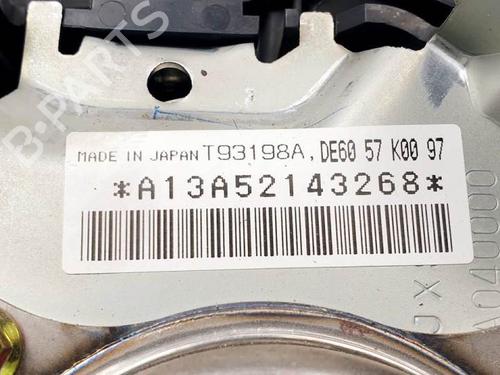 B-PARTS
MADE IN JAPAN T93198A, DE60 57 K00 97
*A13A52143268*